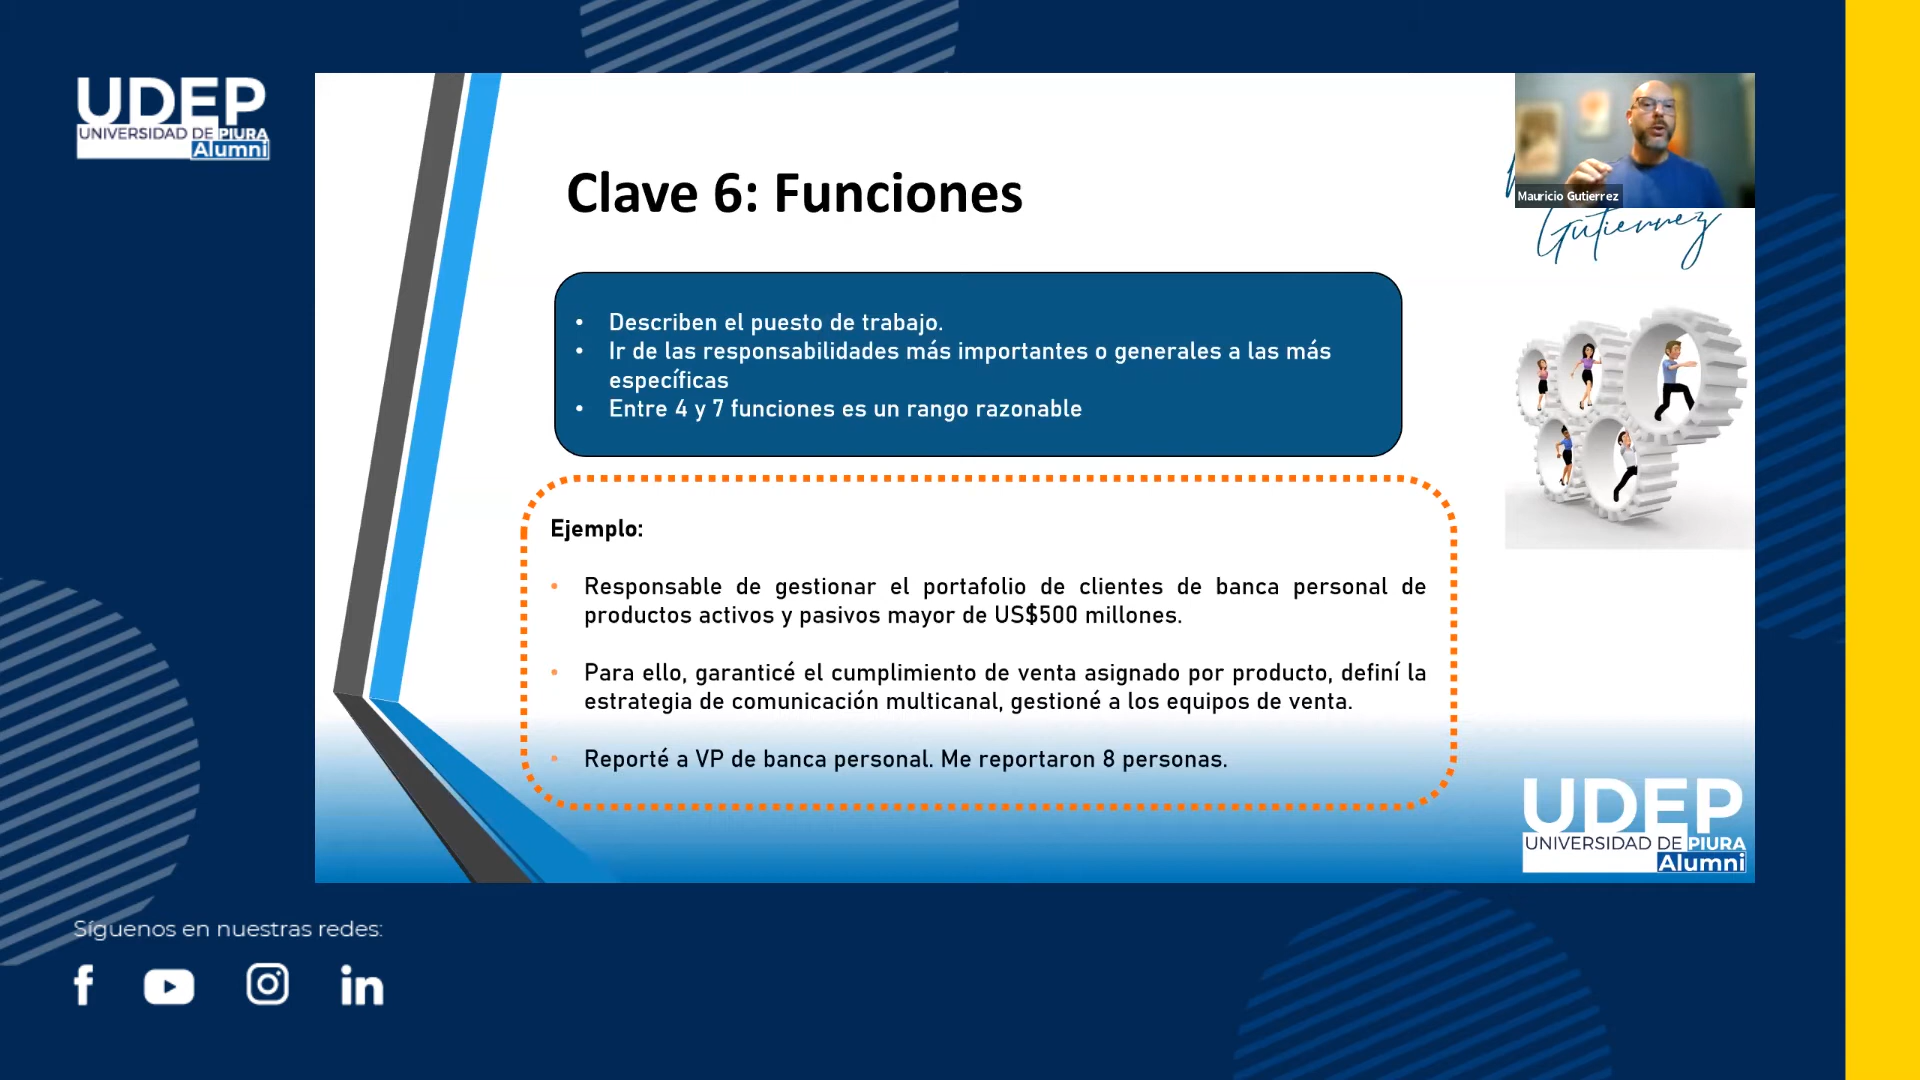 UDEP
UNIVERSIDAD DE PIURA
Alumni
Clave 6: Funciones
Mauricio Gutierrez
Gutierrez
• Describen el puesto de trabajo.
• Ir de las responsabilidades más importantes o generales a las más
específicas
• Entre 4 y 7 funciones es un rango razonable
Ejemplo:
• Responsable de gestionar el portafolio de clientes de banca personal de
productos activos y pasivos mayor de US$500 millones.
• Para ello, garanticé el cumplimiento de venta asignado por producto, definí la
estrategia de comunicación multicanal, gestioné a los equipos de venta.
• Reporté a VP de banca personal. Me reportaron 8 personas.
UDEP
UNIVERSIDAD DE PIURA
Alumni
Síguenos en nuestras redes: